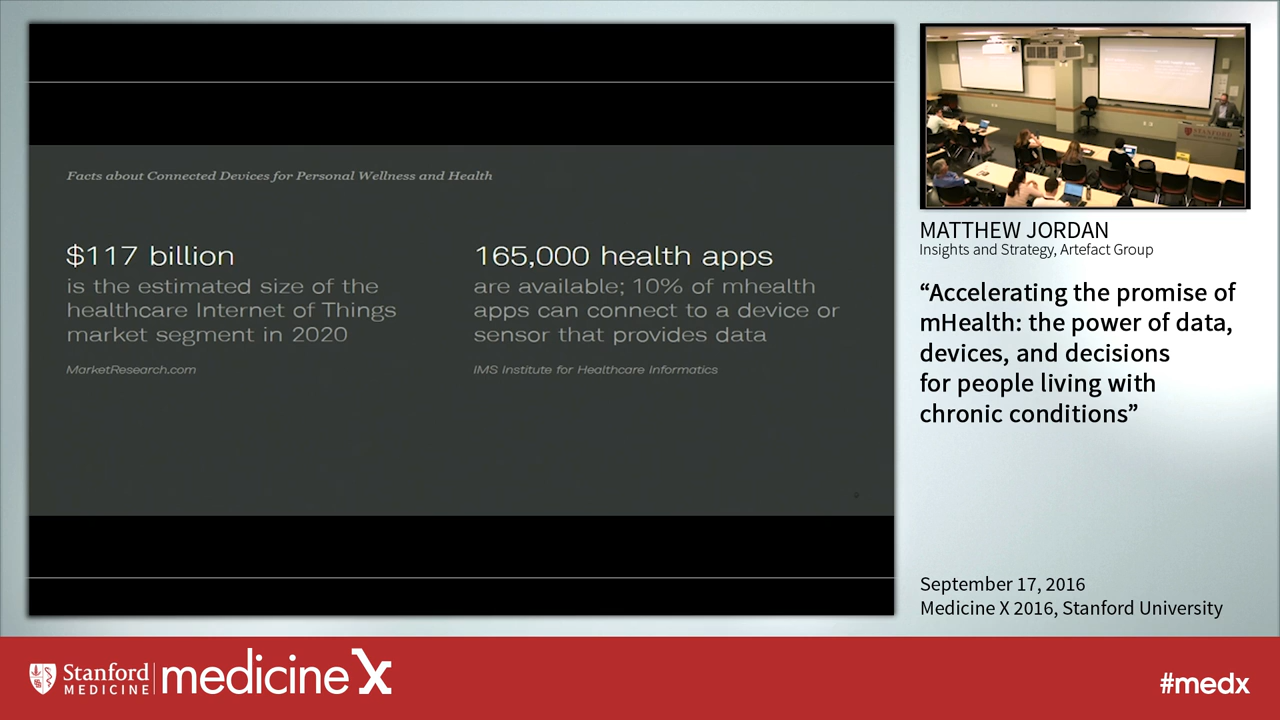 Facts about Connected Devices for Personal Wellness and Health
$117 billion
is the estimated size of the
healthcare Internet of Things
market segment in 2020
MarketResearch.com
165,000 health apps
are available; 10% of mhealth
apps can connect to a device or
sensor that provides data
IMS Institute for Healthcare Informatics
STANFORD
MATTHEW JORDAN
Insights and Strategy, Artefact Group
“Accelerating the promise of
mHealth: the power of data,
devices, and decisions
for people living with
chronic conditions”
September 17, 2016
Medicine X 2016, Stanford University
Stanford
MEDICINE
medicine X
#medx